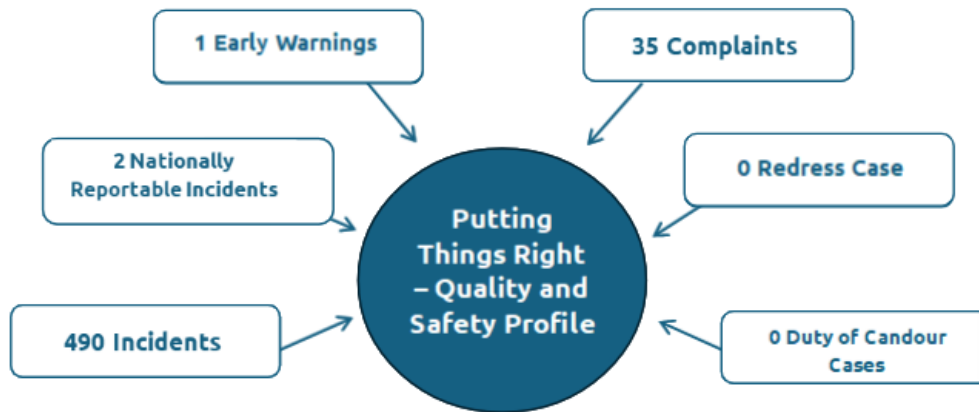 1 Early Warnings
35 Complaints
2 Nationally
Reportable Incidents
0 Redress Case
Putting
Things Right
– Quality and
Safety Profile
490 Incidents
0 Duty of Candour
Cases